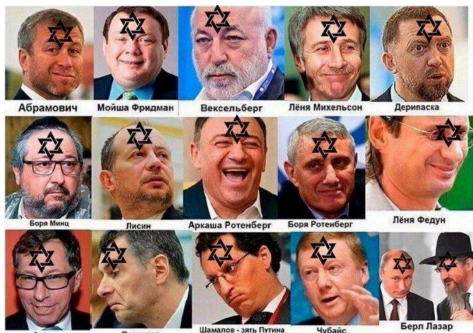 Абрамович
Мойша Фридман
Вексельберг
Лёня Михельсон
Дерипаска
Боря Минц
Лисин
Аркаша Ротенберг
Боря Ротенберг
Лёня Федун
Шамалов - зять Путина
Чубайс
Берл Лазар